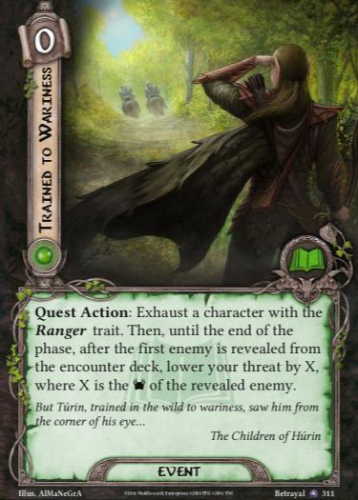 0
TRAINED TO WARINESS
Quest Action: Exhaust a character with the
Ranger trait. Then, until the end of the
phase, after the first enemy is revealed from
the encounter deck, lower your threat by X,
where X is the of the revealed enemy.
But Túrin, trained in the wild to wariness, saw him from
the corner of his eye...
The Children of Húrin
EVENT
Illus. AlMaNeGrA
Betrayal 311